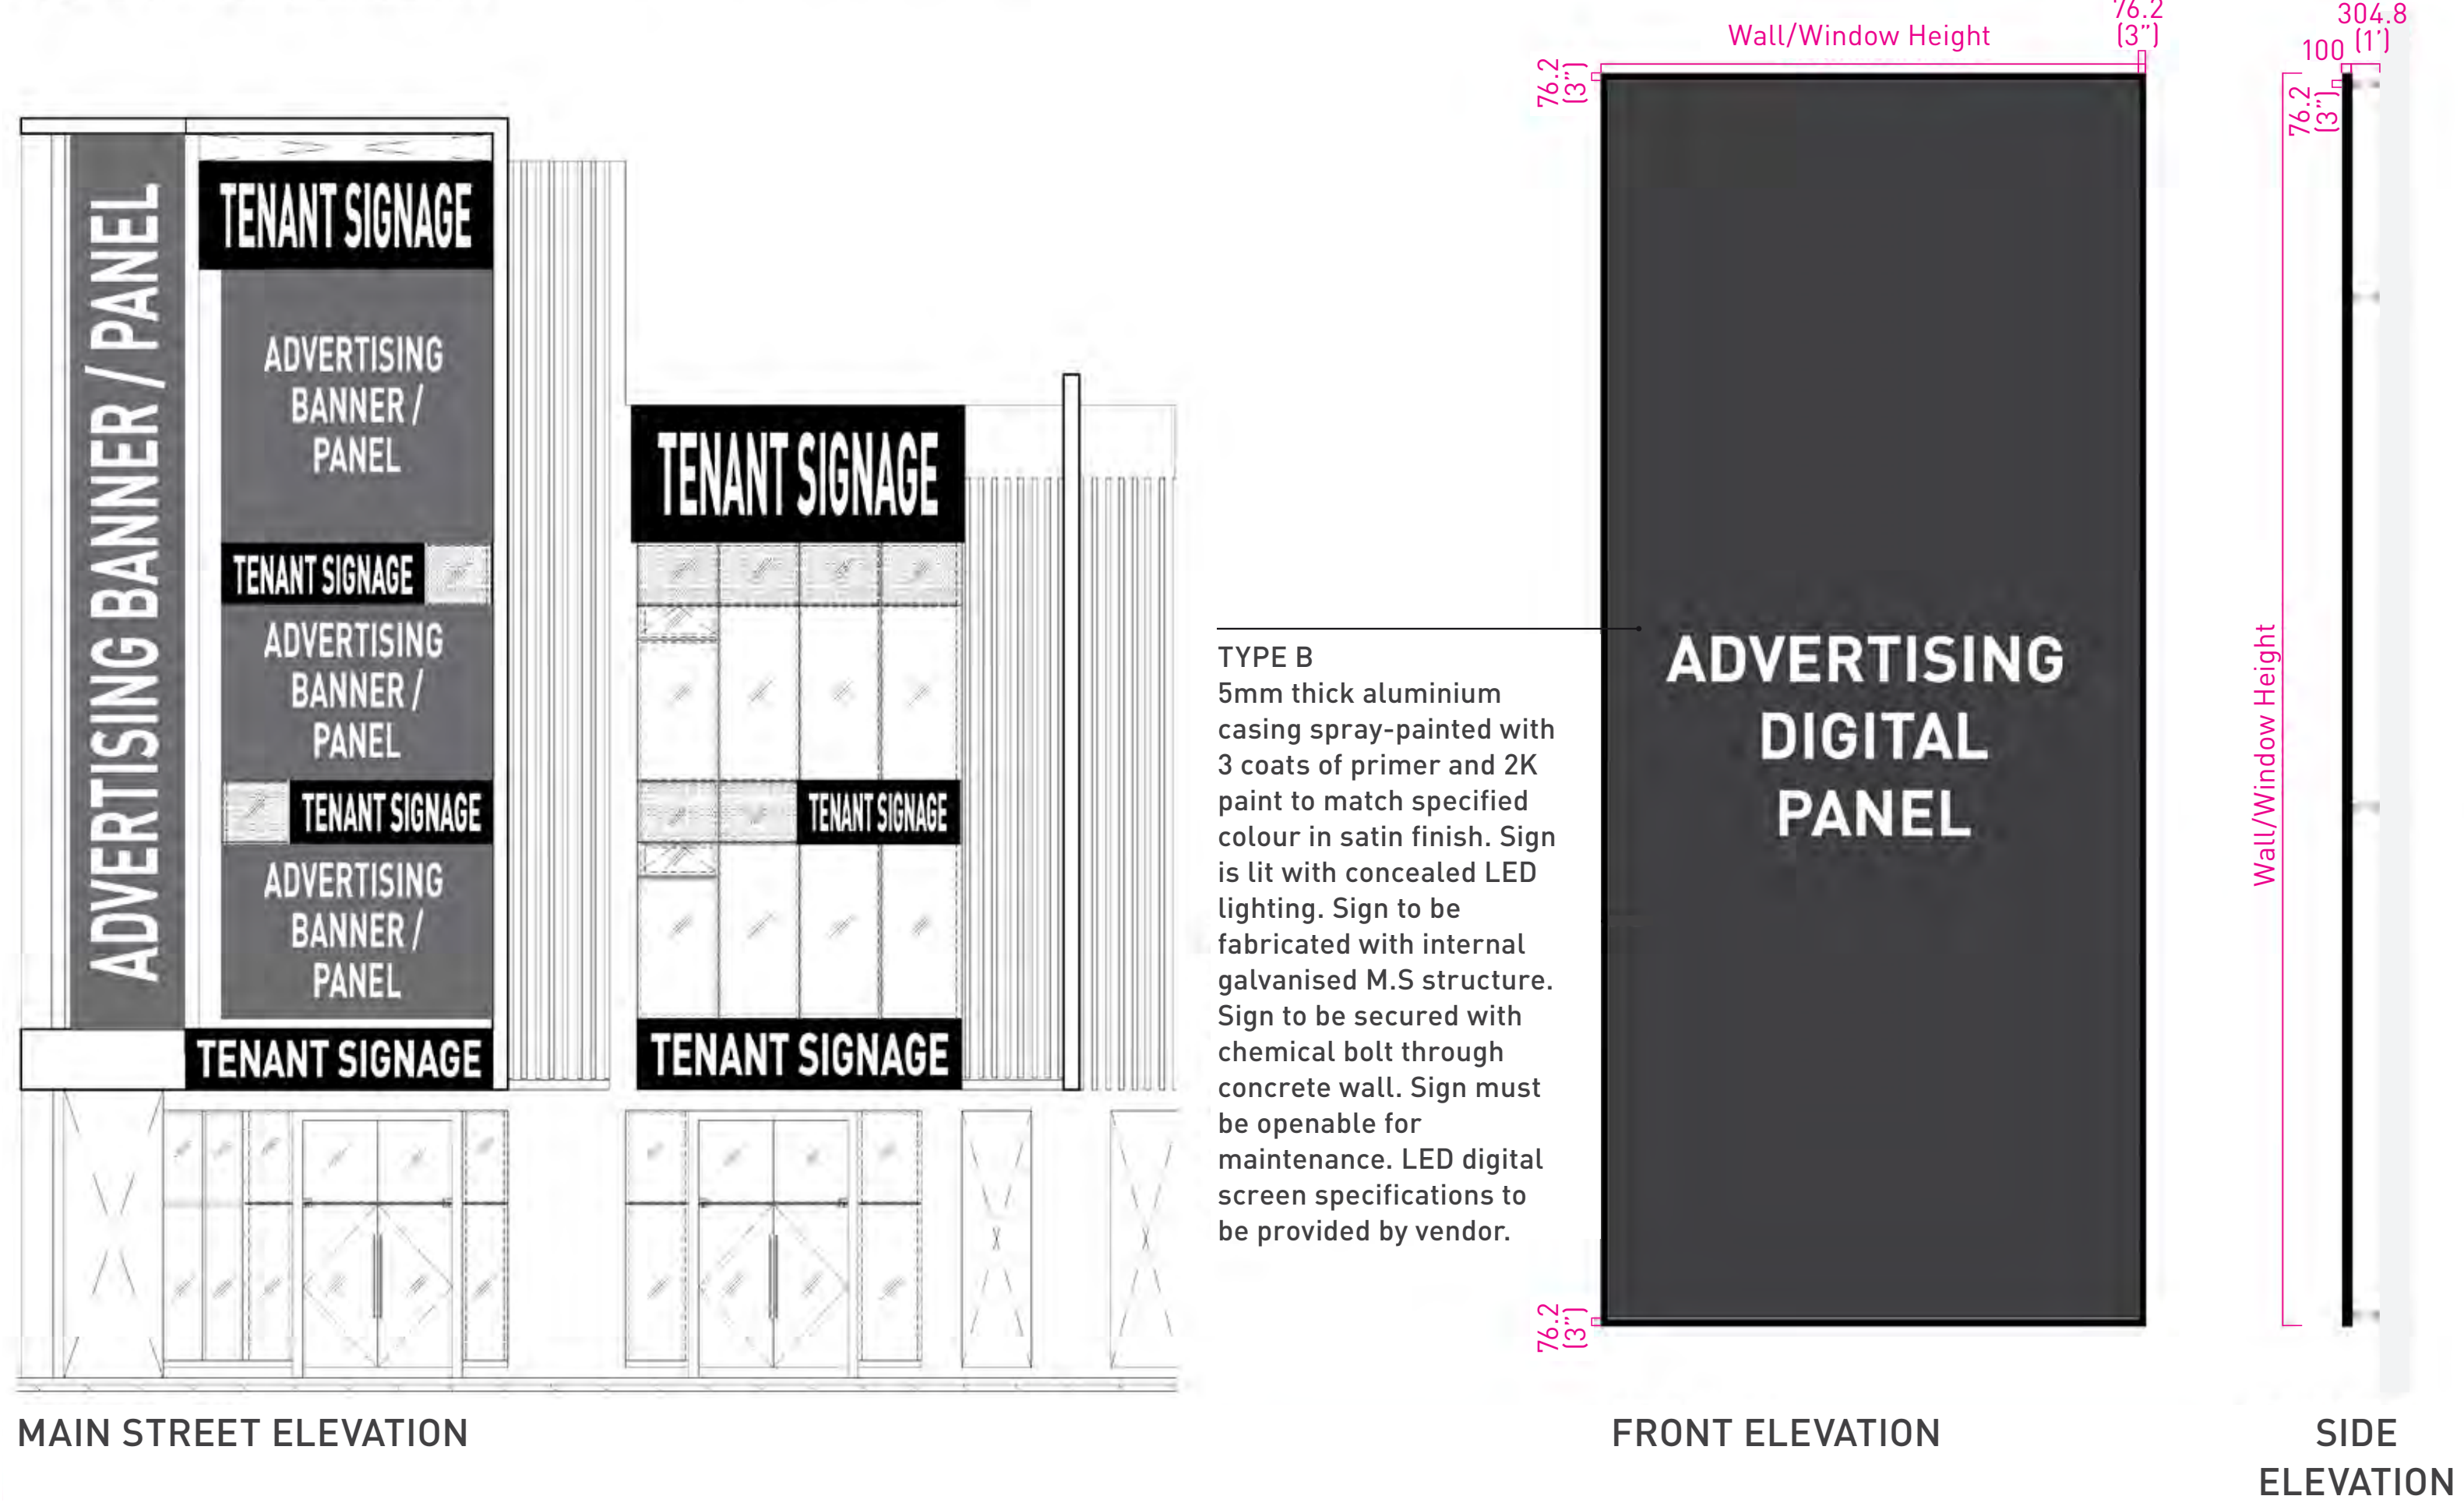 ADVERTISING BANNER / PANEL
TENANT SIGNAGE
ADVERTISING
BANNER /
PANEL
TENANT SIGNAGE
ADVERTISING
BANNER /
PANEL
TENANT SIGNAGE
ADVERTISING
BANNER /
PANEL
TENANT SIGNAGE
TENANT SIGNAGE
TENANT SIGNAGE
TENANT SIGNAGE
MAIN STREET ELEVATION
TYPE B
5mm thick aluminium
casing spray-painted with
3 coats of primer and 2K
paint to match specified
colour in satin finish. Sign
is lit with concealed LED
lighting. Sign to be
fabricated with internal
galvanised M.S structure.
Sign to be secured with
chemical bolt through
concrete wall. Sign must
be openable for
maintenance. LED digital
screen specifications to
be provided by vendor.
Wall/Window Height
76.2
(3”)
76.2
(3”)
ADVERTISING
DIGITAL
PANEL
76.2
(3”)
FRONT ELEVATION
304.8
(1’)
100
76.2
(3”)
Wall/Window Height
SIDE
ELEVATION